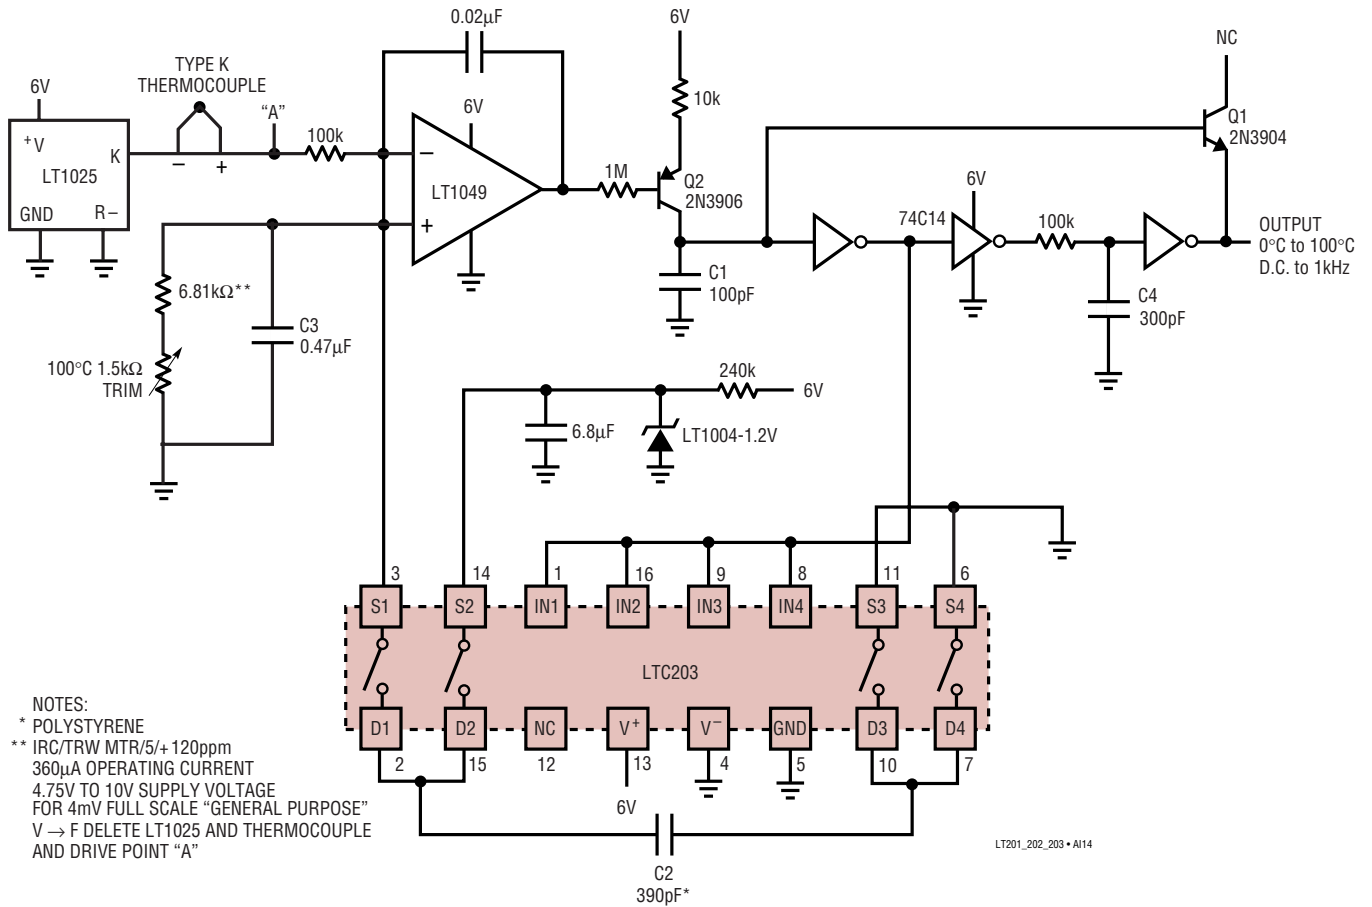 0.02µF
6V
NC
TYPE K
THERMOCOUPLE
6V
"A"
6V
10k
Q1
2N3904
+V
K
LT1025
GND
R–
–
+
100k
–
+
LT1049
1M
Q2
2N3906
6V
74C14
100k
OUTPUT
0°C to 100°C
D.C. to 1kHz
C1
100pF
C4
300pF
6.81kΩ**
C3
0.47µF
100°C 1.5kΩ
TRIM
240k
6V
6.8µF
LT1004-1.2V
3
14
1
16
9
8
11
6
S1
S2
IN1
IN2
IN3
IN4
S3
S4
LTC203
D1
D2
NC
V+
V–
GND
D3
D4
2
15
12
13
4
5
10
7
6V
C2
390pF*
NOTES:
* POLYSTYRENE
** IRC/TRW MTR/5/+120ppm
360µA OPERATING CURRENT
4.75V TO 10V SUPPLY VOLTAGE
FOR 4mV FULL SCALE "GENERAL PURPOSE"
V → F DELETE LT1025 AND THERMOCOUPLE
AND DRIVE POINT "A"
LT201_202_203 • AI14